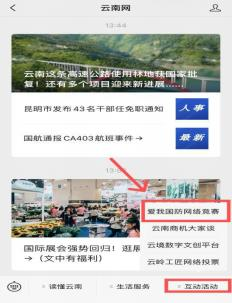 云南网
13:44
云南这条高速公路使用林地获国家批
复！还有多个项目迎来新进展……
昆明市发布43名干部任免职通知
人事
国航通报CA403航班事件→
最新
爱我国防网络竞赛
云南商机大家谈
云境数字文创平台
云岭工匠网络投票
国际展会强势回归！逛展
→（文中有福利）
读懂云南
生活服务
互动活动